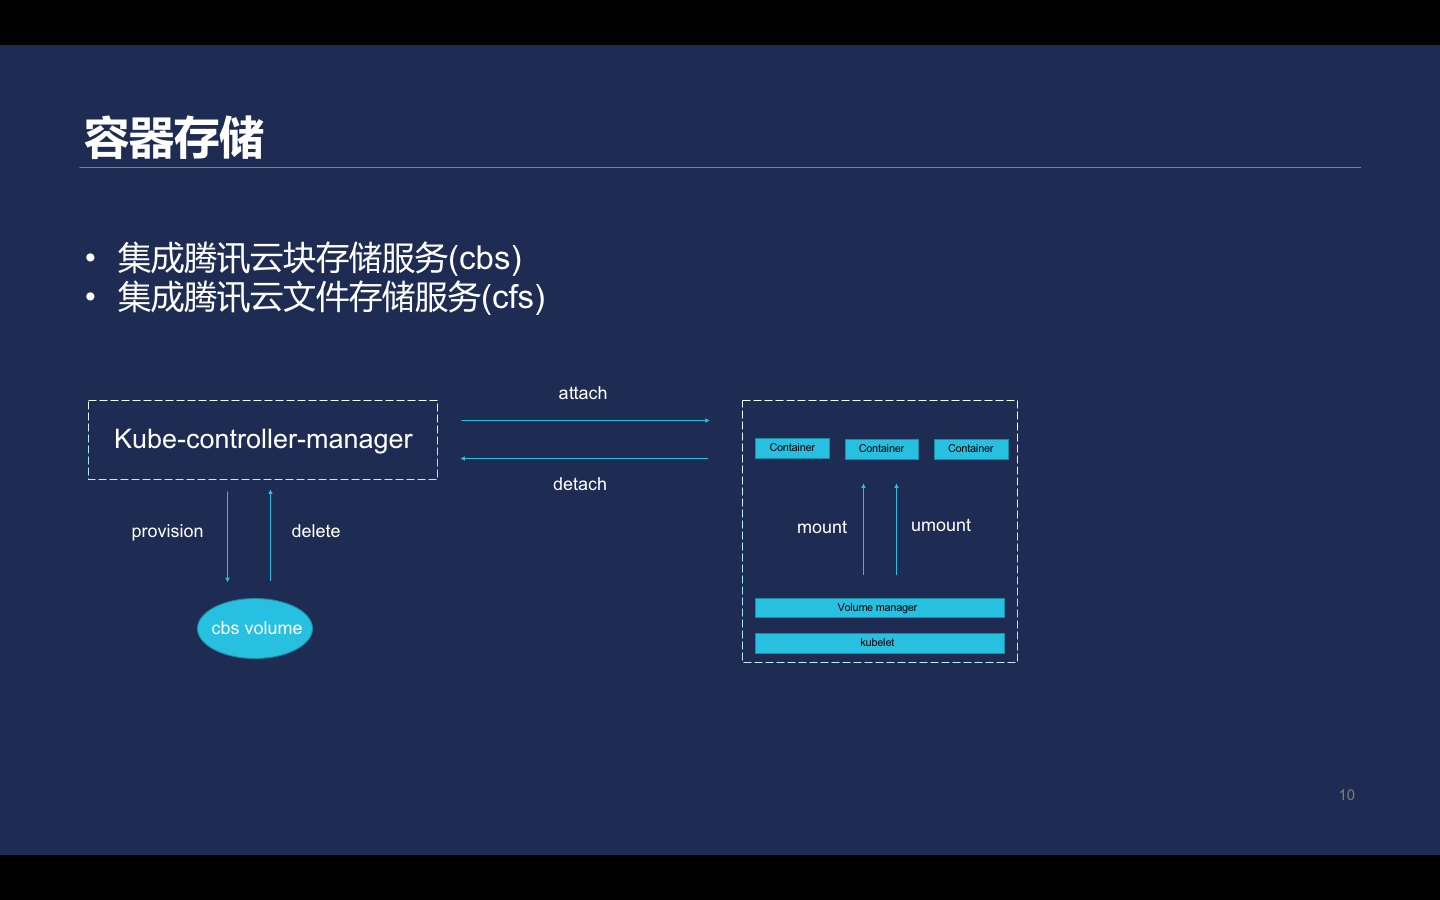 容器存储
• 集成腾讯云块存储服务(cbs)
• 集成腾讯云文件存储服务(cfs)
attach
Kube-controller-manager
detach
provision
delete
cbs volume
Container
Container
Container
mount
umount
Volume manager
kubelet
10